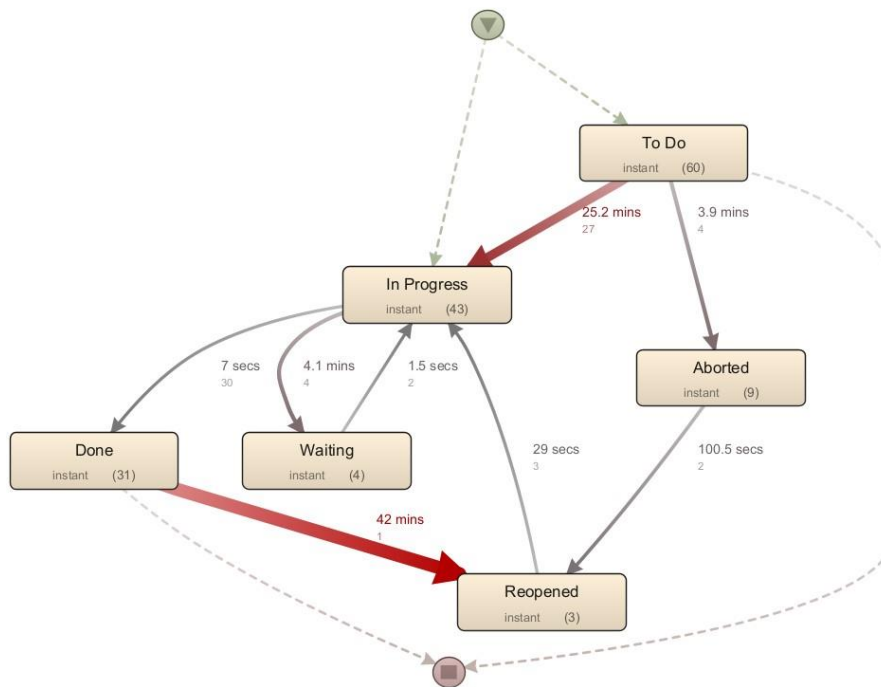 To Do
instant (60)
25.2 mins
27
3.9 mins
4
In Progress
instant (43)
7 secs
30
4.1 mins
4
1.5 secs
2
Aborted
instant (9)
Done
instant (31)
Waiting
instant (4)
29 secs
3
100.5 secs
2
42 mins
1
Reopened
instant (3)